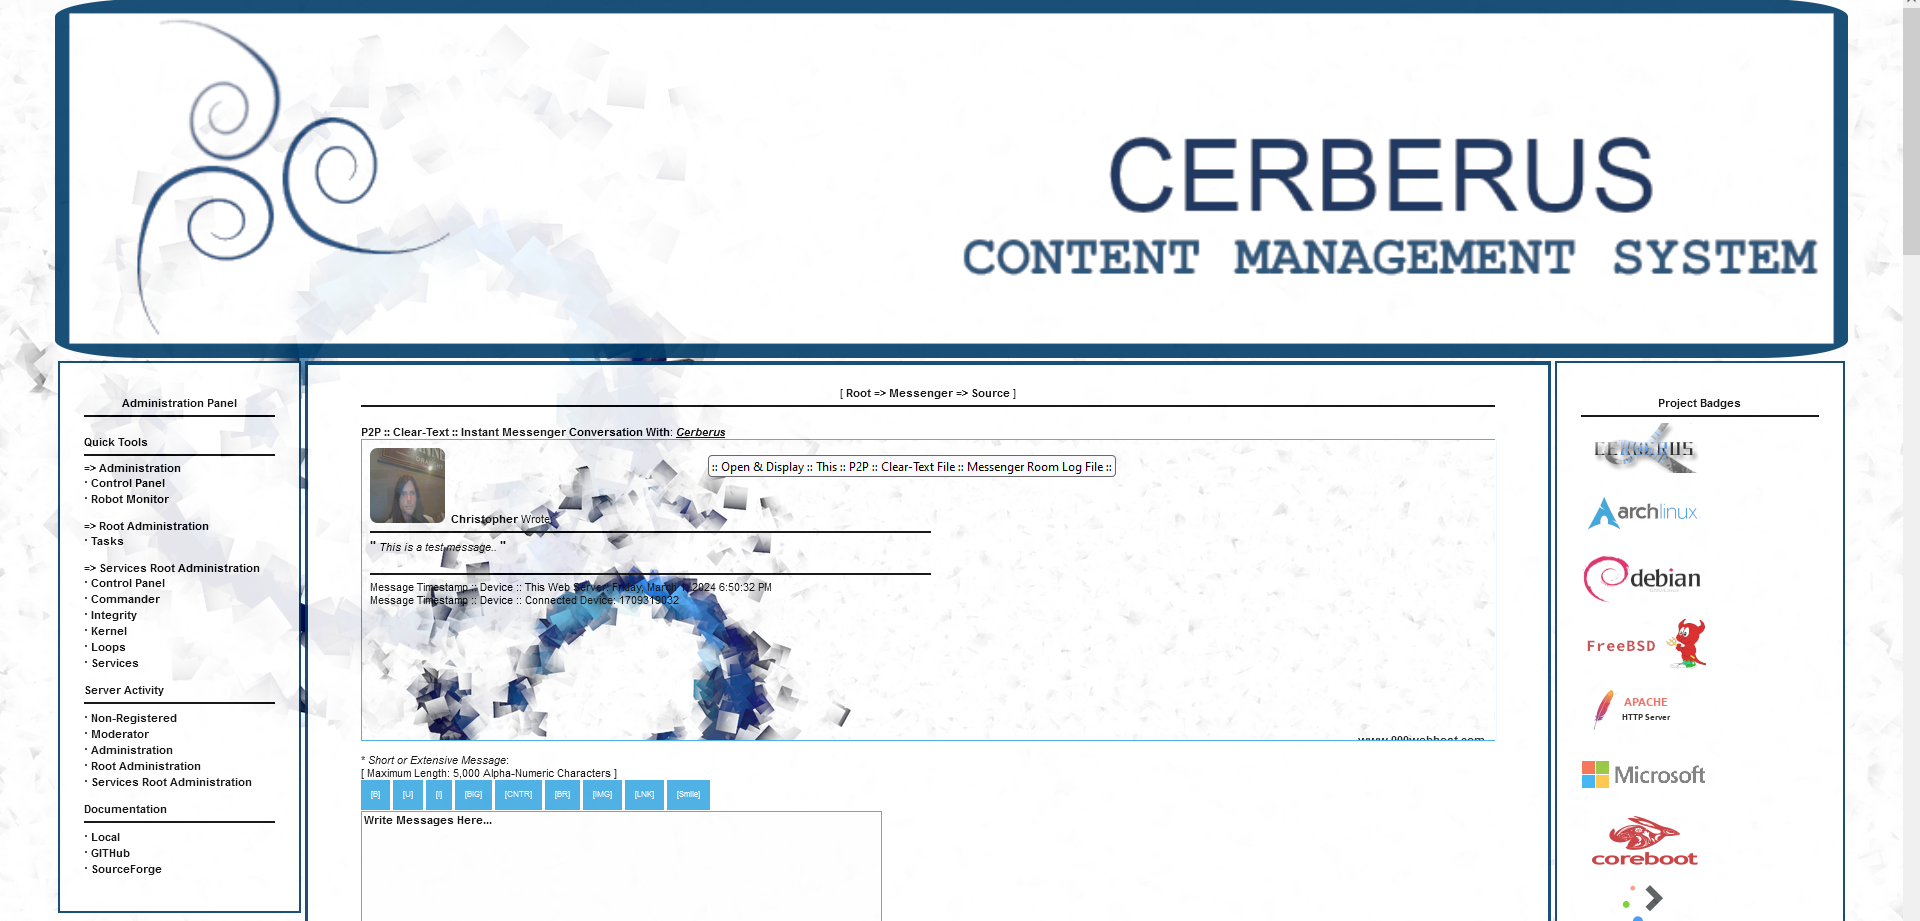 CERBERUS
CONTENT MANAGEMENT SYSTEM
Administration Panel
Quick Tools
=> Administration
· Control Panel
· Robot Monitor
=> Root Administration
· Tasks
=> Services Root Administration
· Control Panel
· Commander
· Integrity
· Kernel
· Loops
· Services
Server Activity
· Non-Registered
· Moderator
· Administration
· Root Administration
· Services Root Administration
Documentation
· Local
· GITHub
· SourceForge
[ Root => Messenger => Source ]
P2P :: Clear-Text :: Instant Messenger Conversation With: Cerberus
:: Open & Display :: This :: P2P :: Clear-Text File :: Messenger Room Log File ::
Christopher Wrote:
" This is a test message.. "
Message Timestamp :: Device :: This Web Server: Friday, March 1, 2024 6:50:32 PM
Message Timestamp :: Device :: Connected Device: 1709319032
www.000webhost.com
* Short or Extensive Message:
[ Maximum Length: 5,000 Alpha-Numeric Characters ]
[B] [U] [I] [BIG] [CNTR] [BR] [IMG] [LNK] [Smile]
Write Messages Here...
Project Badges
CERBERUS
archlinux
debian
FreeBSD
APACHE
HTTP Server
Microsoft
coreboot